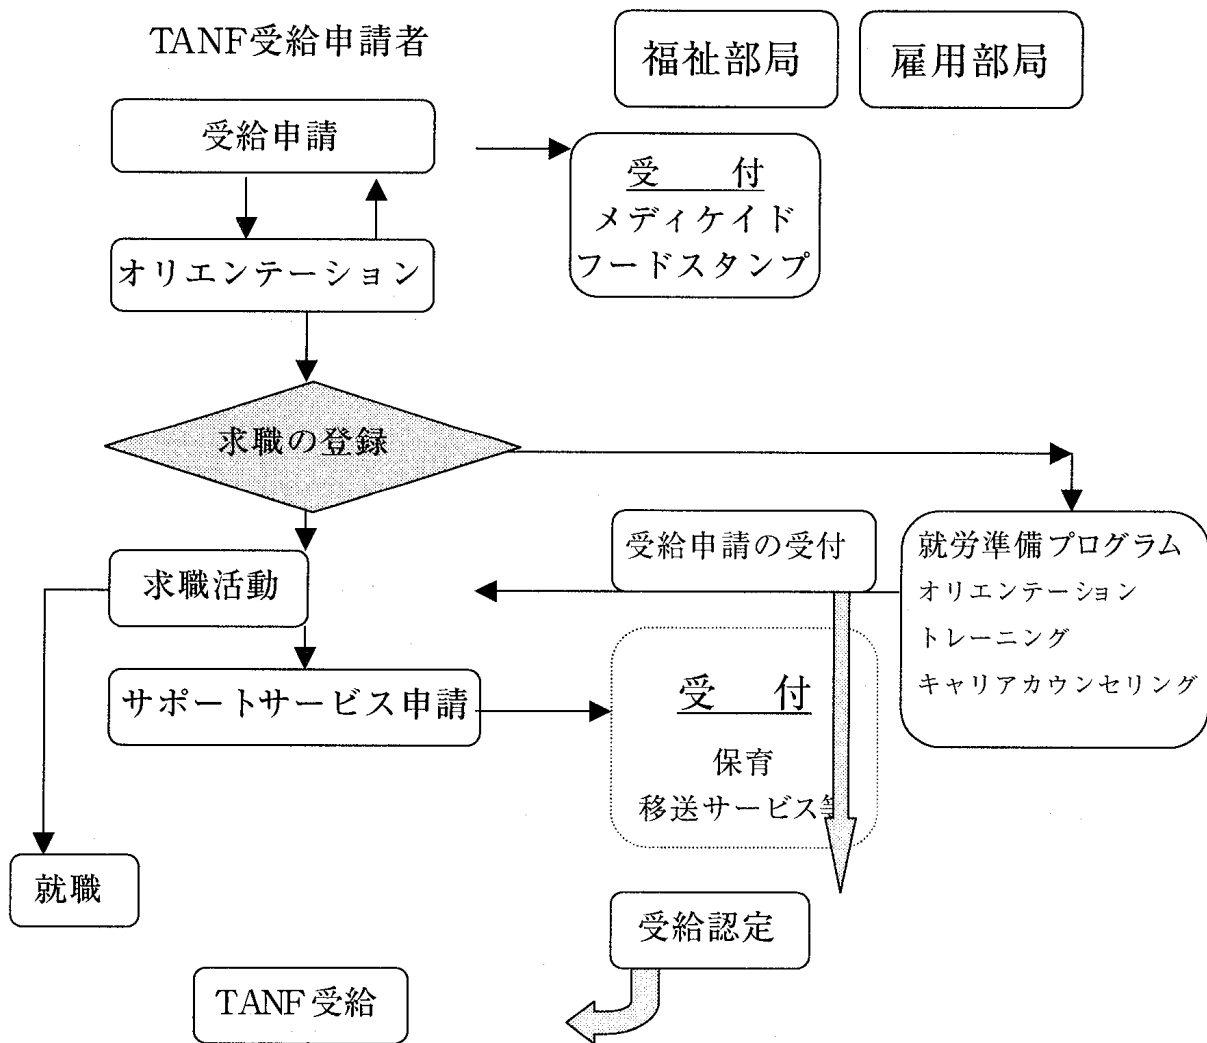 TANF受給申請者
福祉部局
雇用部局
受給申請
受 付
メディケイド
フードスタンプ
オリエンテーション
求職の登録
受給申請の受付
就労準備プログラム
オリエンテーション
トレーニング
キャリアカウンセリング
求職活動
サポートサービス申請
受 付
保育
移送サービス等
就職
受給認定
TANF受給